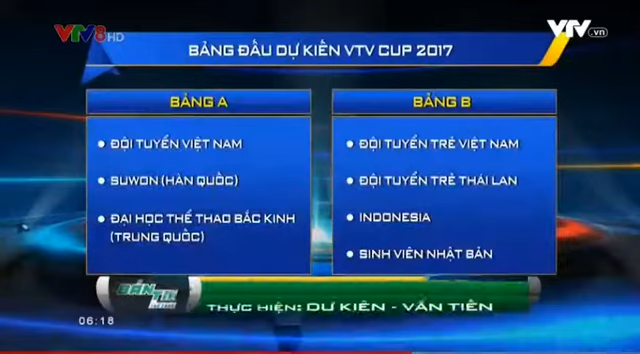 VTV8 HD
VTV.vn
BẢNG ĐẤU DỰ KIẾN VTV CUP 2017
BẢNG A
ĐỘI TUYỂN VIỆT NAM
SUWON (HÀN QUỐC)
ĐẠI HỌC THỂ THAO BẮC KINH
(TRUNG QUỐC)
BẢNG B
ĐỘI TUYỂN TRẺ VIỆT NAM
ĐỘI TUYỂN TRẺ THÁI LAN
INDONESIA
SINH VIÊN NHẬT BẢN
BẢN TIN
THỰC HIỆN: DƯ KIÊN - VĂN TIẾN
06:18